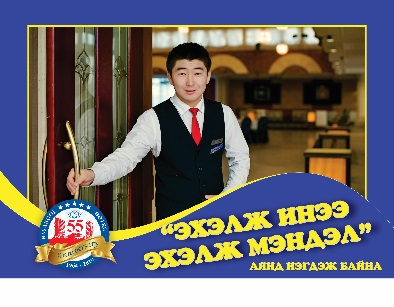 “ЭХЭЛЖ ИНЭЭ
ЭХЭЛЖ МЭНДЭЛ”
АЯНД НЭГДЭЖ БАЙНА
55